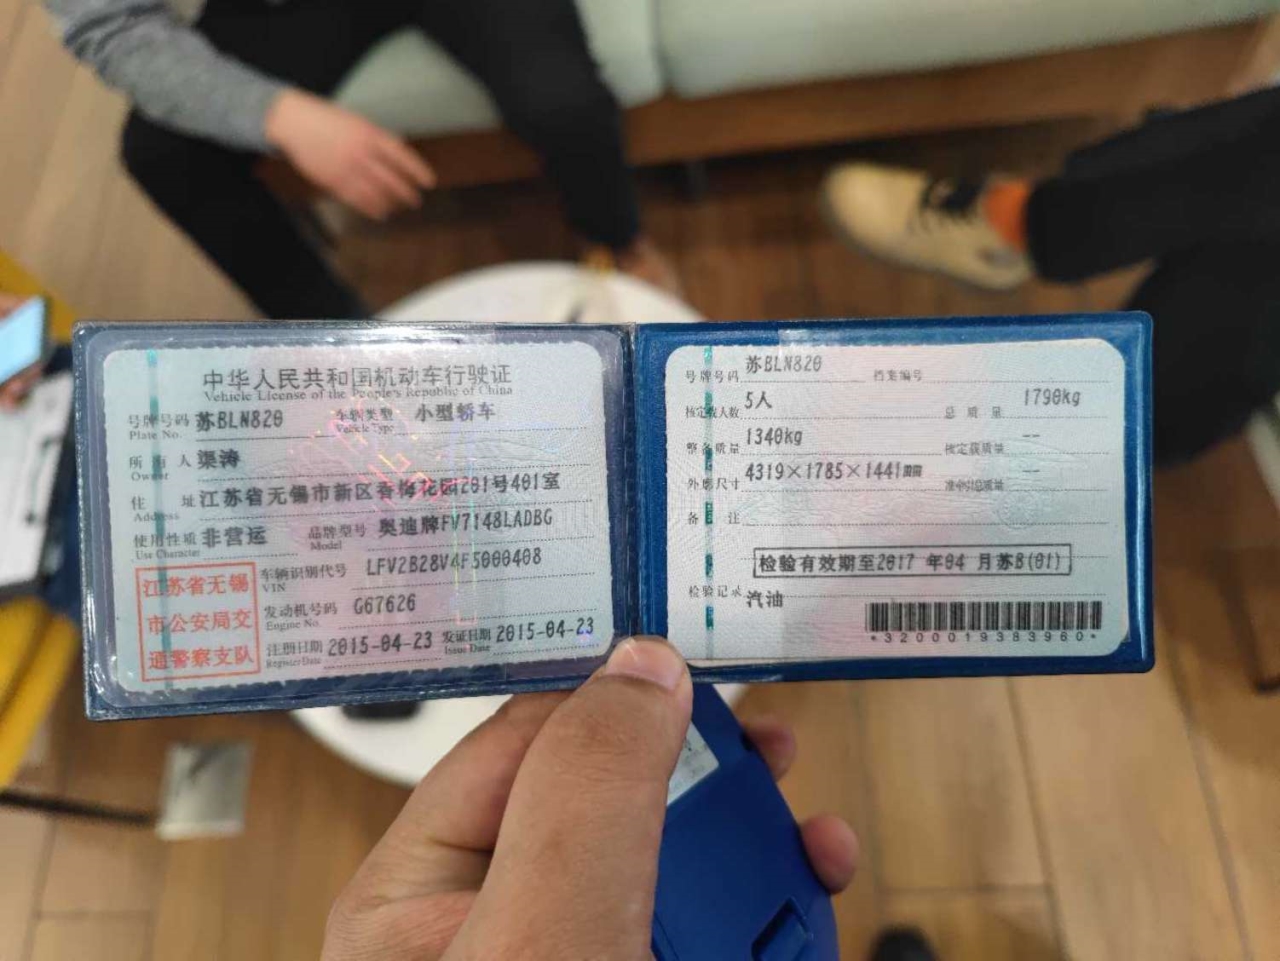 中华人民共和国机动车行驶证
Vehicle License of the People's Republic of China
号牌号码 苏BLN820 车辆类型 小型轿车
Plate No. Vehicle Type
所有人 渠涛
Owner
住址 江苏省无锡市新区香梅花园201号401室
Address
使用性质 非营运 品牌型号 奥迪牌FV7148LADBG
Use Character Model
江苏省无锡
市公安局交
通警察支队
车辆识别代号 LFV2B28V4F5000408
VIN
发动机号码 G67626
Engine No.
注册日期 2015-04-23 发证日期 2015-04-23
Register Date Issue Date
号牌号码 苏BLN820 档案编号
核定载人数 5人 总质量 1790kg
整备质量 1340kg 核定载质量 --
外廓尺寸 4319×1785×1441mm 准牵引总质量 --
备注
检验有效期至2017 年04 月苏B(01)
检验记录 汽油
*3200019383960*